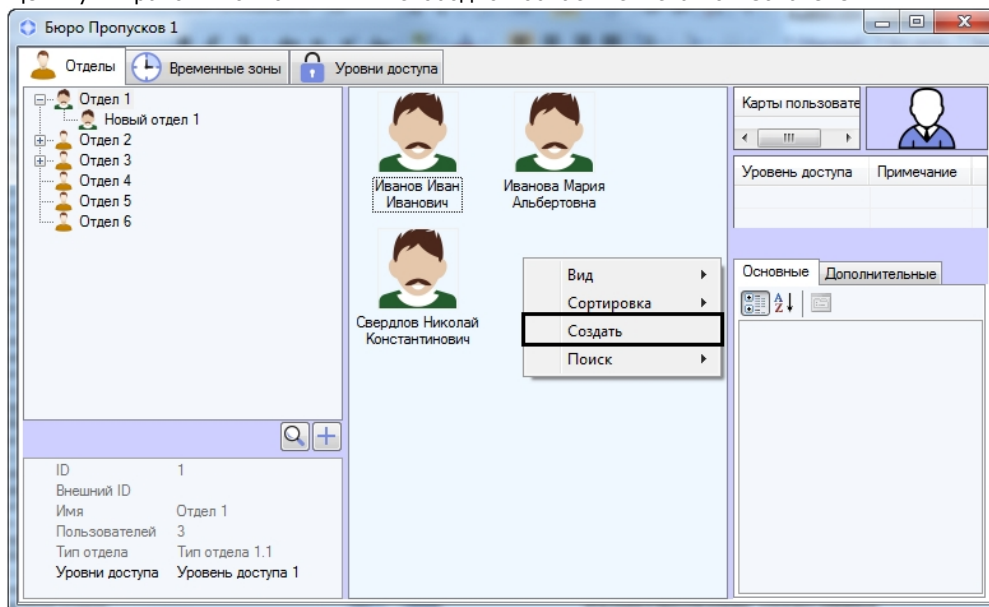 Бюро Пропусков 1
Отделы
Временные зоны
Уровни доступа
Отдел 1
Новый отдел 1
Отдел 2
Отдел 3
Отдел 4
Отдел 5
Отдел 6
ID 1
Внешний ID
Имя Отдел 1
Пользователей 3
Тип отдела Тип отдела 1.1
Уровни доступа Уровень доступа 1
Иванов Иван
Иванович
Иванова Мария
Альбертовна
Свердлов Николай
Константинович
Вид
Сортировка
Создать
Поиск
Карты пользовате
Уровень доступа Примечание
Основные Дополнительные